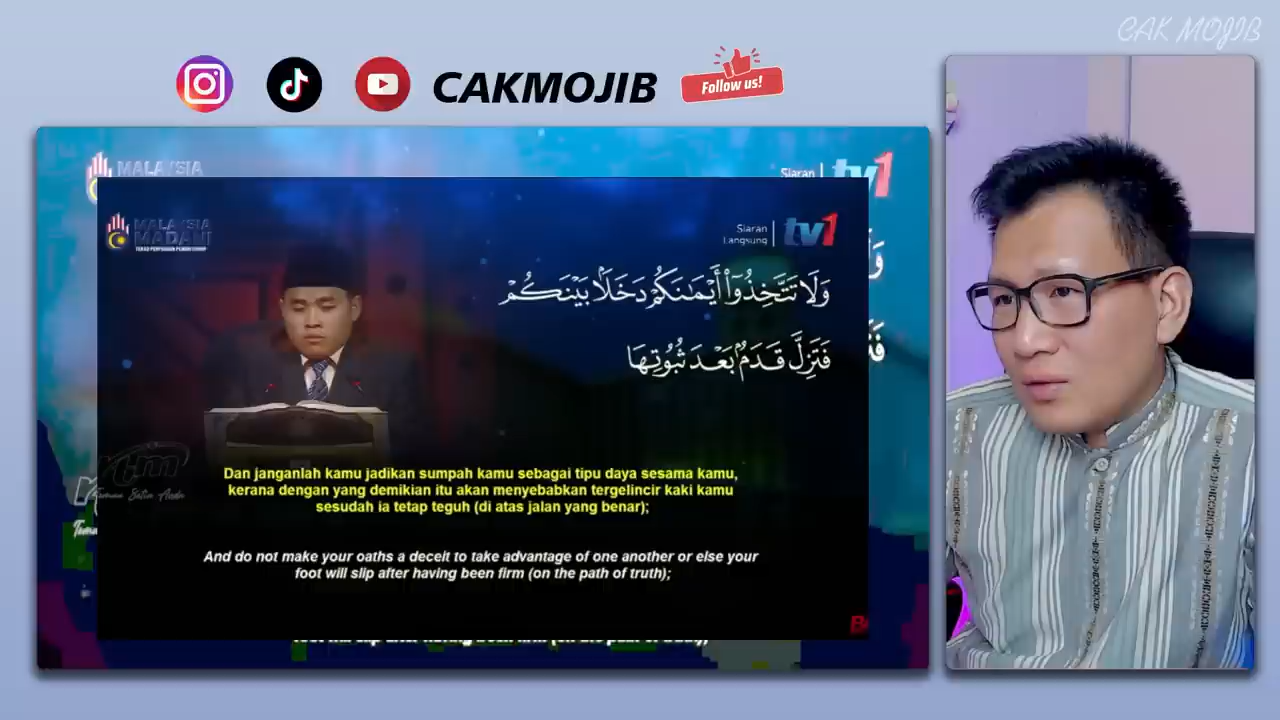 CAK MOJIB
CAKMOJIB
Follow us!
MALAYSIA
Siaran
tv1
MALAYSIA
MADANI
Siaran
Langsung
tv1
وَلَا تَتَّخِذُوٓا۟ أَيْمَـٰنَكُمْ دَخَلًۢا بَيْنَكُمْ
فَتَزِلَّ قَدَمٌۢ بَعْدَ ثُبُوتِهَا
rtm
Dan janganlah kamu jadikan sumpah kamu sebagai tipu daya sesama kamu,
kerana dengan yang demikian itu akan menyebabkan tergelincir kaki kamu
sesudah ia tetap teguh (di atas jalan yang benar);
And do not make your oaths a deceit to take advantage of one another or else your
foot will slip after having been firm (on the path of truth);